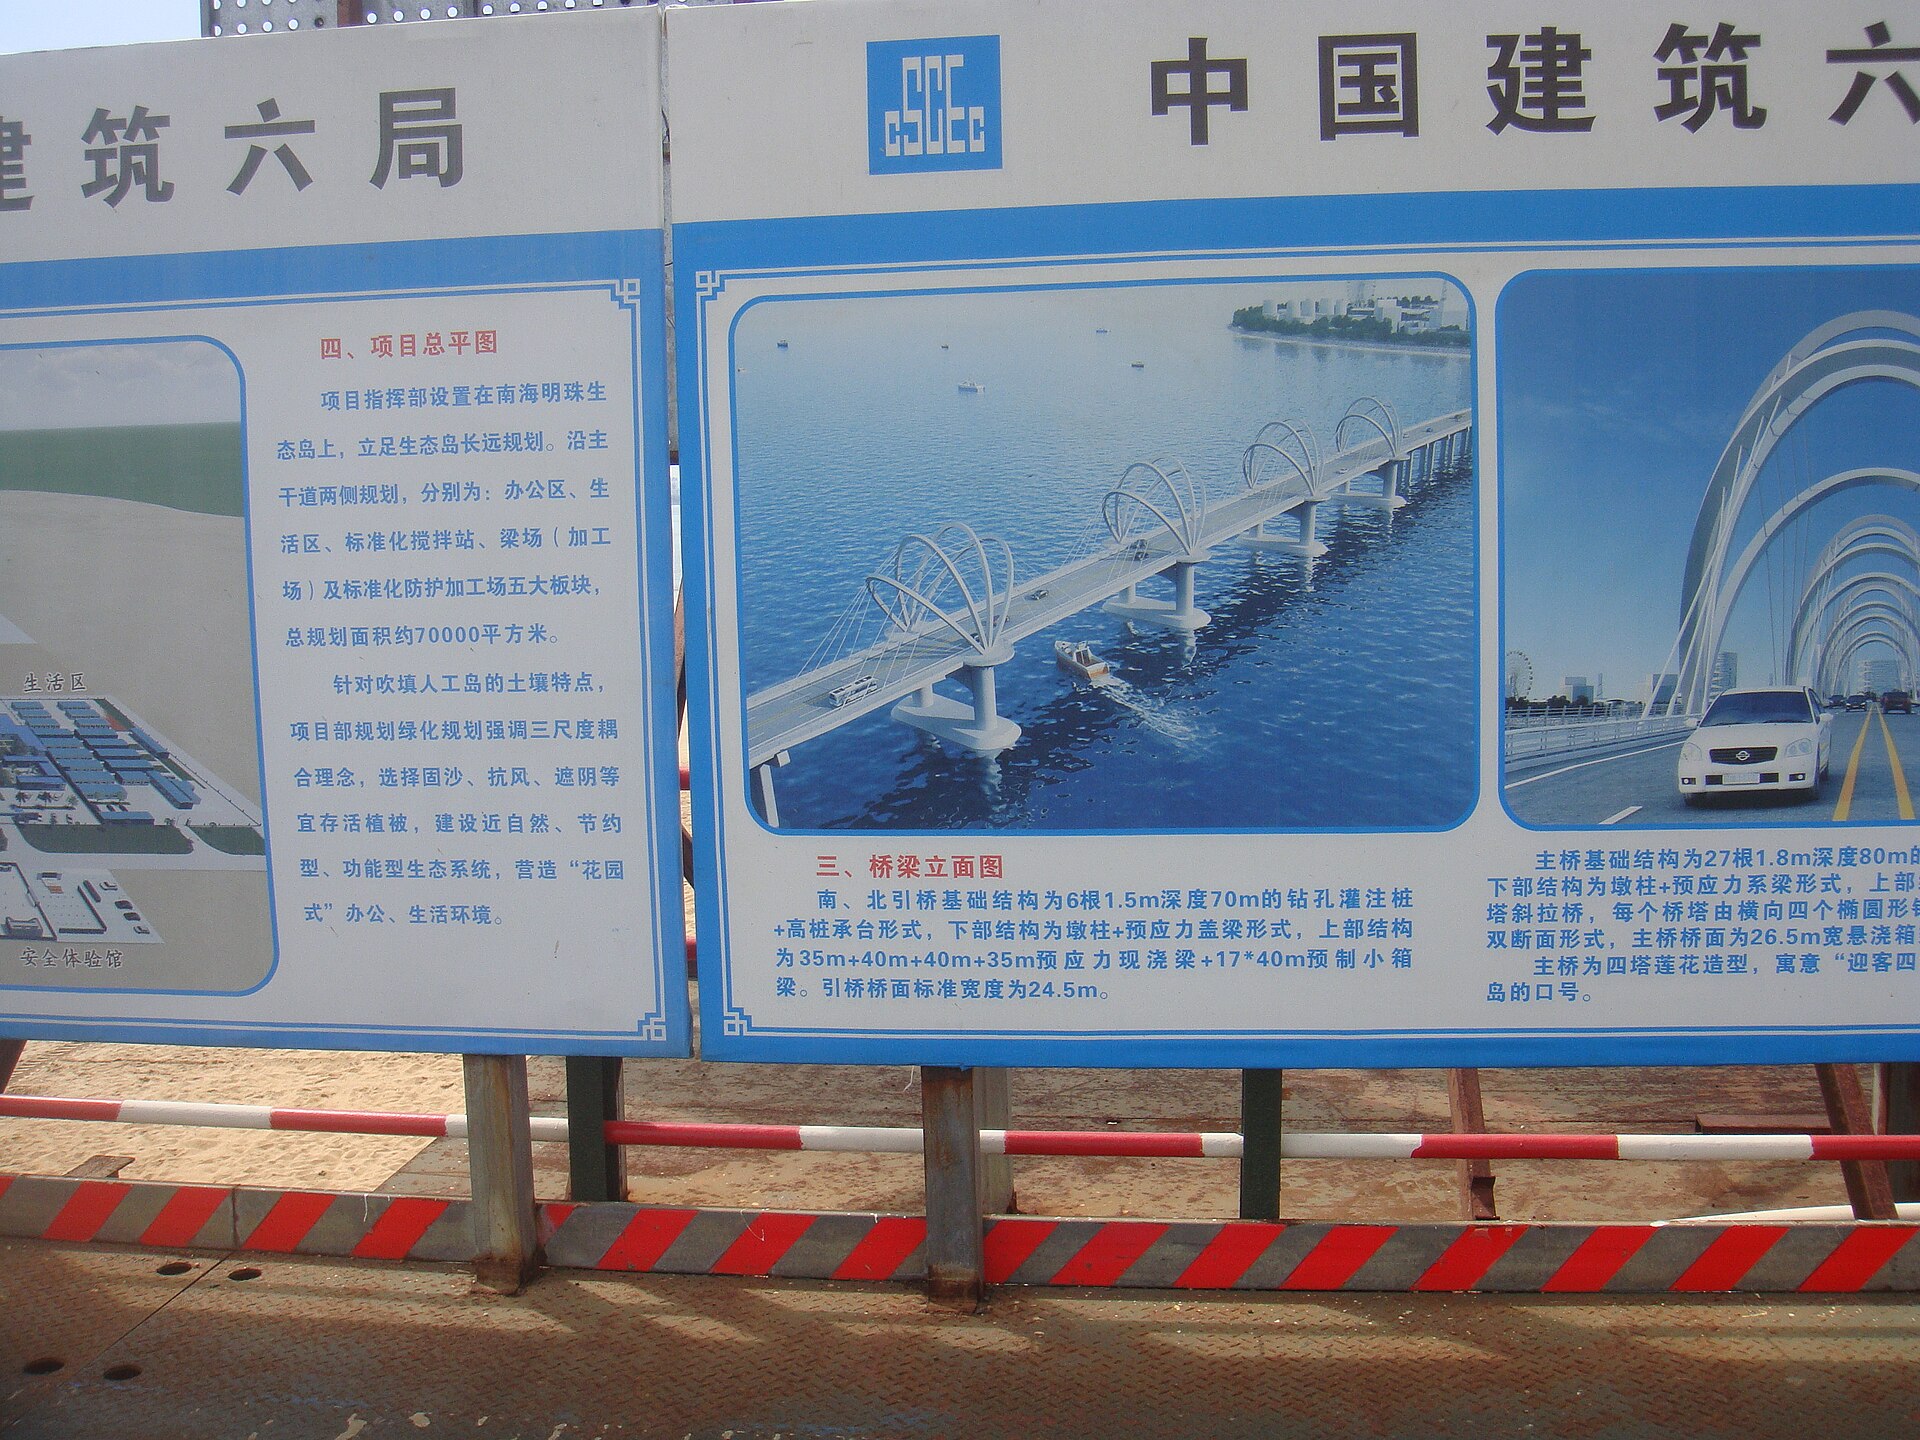 筑六局
四、项目总平图
项目指挥部设置在南海明珠生
态岛上，立足生态岛长远规划。沿主
干道两侧规划，分别为：办公区、生
活区、标准化搅拌站、梁场（加工
场）及标准化防护加工场五大板块，
总规划面积约70000平方米。
针对吹填人工岛的土壤特点，
项目部规划绿化规划强调三尺度耦
合理念，选择固沙、抗风、遮阴等
宜存活植被，建设近自然、节约
型、功能型生态系统，营造“花园
式”办公、生活环境。
生活区
安全体验馆
CSCEC
中国建筑六
三、桥梁立面图
南、北引桥基础结构为6根1.5m深度70m的钻孔灌注桩
+高桩承台形式，下部结构为墩柱+预应力盖梁形式，上部结构
为35m+40m+40m+35m预应力现浇梁+17*40m预制小箱
梁。引桥桥面标准宽度为24.5m。
主桥基础结构为27根1.8m深度80m的
下部结构为墩柱+预应力系梁形式，上部
塔斜拉桥，每个桥塔由横向四个椭圆形
双断面形式，主桥桥面为26.5m宽悬浇箱
主桥为四塔莲花造型，寓意“迎客四
岛的口号。